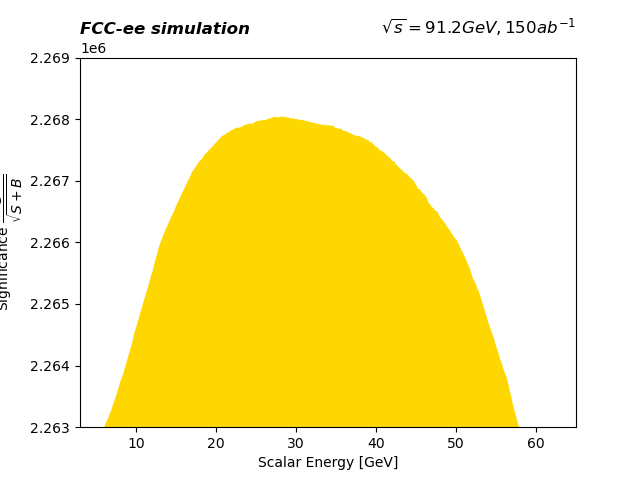 FCC-ee simulation
√s = 91.2GeV, 150ab⁻¹
1e6
2.269
2.268
2.267
2.266
2.265
2.264
2.263
Significance
√S + B
10
20
30
40
50
60
Scalar Energy [GeV]